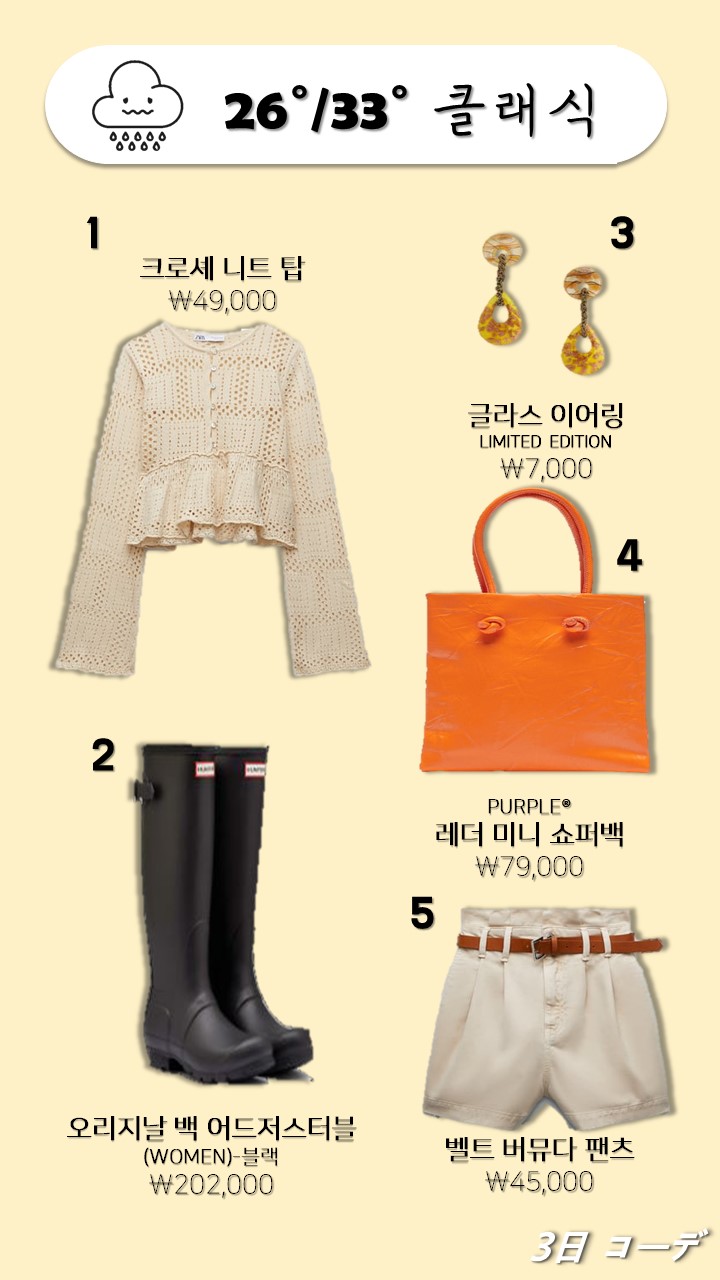 26°/33° 클래식
1
크로셰 니트 탑
₩49,000
3
글라스 이어링
LIMITED EDITION
₩7,000
4
PURPLE®
레더 미니 쇼퍼백
₩79,000
2
HUNTER
오리지날 백 어드저스터블
(WOMEN)-블랙
₩202,000
5
벨트 버뮤다 팬츠
₩45,000
3日 コーデ